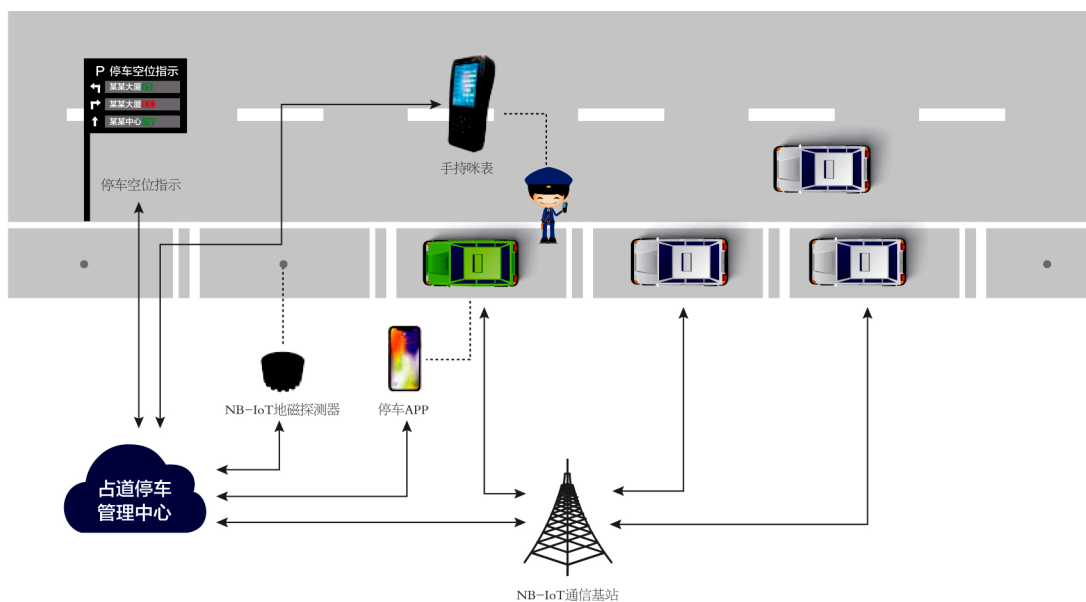 P 停车空位指示
某某大厦
某某大厦
某某中心
停车空位指示
手持咪表
NB-IoT地磁探测器
停车APP
占道停车
管理中心
NB-IoT通信基站